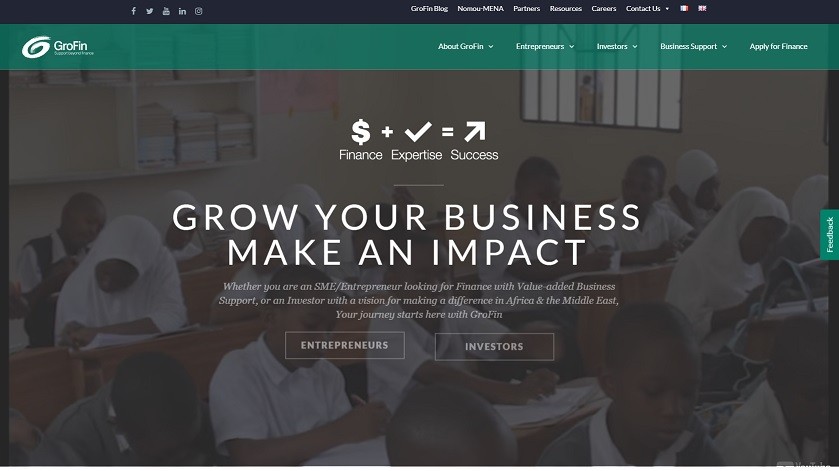 GroFin Blog Nomou-MENA Partners Resources Careers Contact Us
GroFin
Support beyond finance
About GroFin Entrepreneurs Investors Business Support Apply for Finance
$ + = 
Finance Expertise Success
GROW YOUR BUSINESS
MAKE AN IMPACT
Whether you are an SME/Entrepreneur looking for Finance with Value-added Business
Support, or an Investor with a vision for making a difference in Africa & the Middle East,
Your journey starts here with GroFin
ENTREPRENEURS INVESTORS
Feedback
YouTube